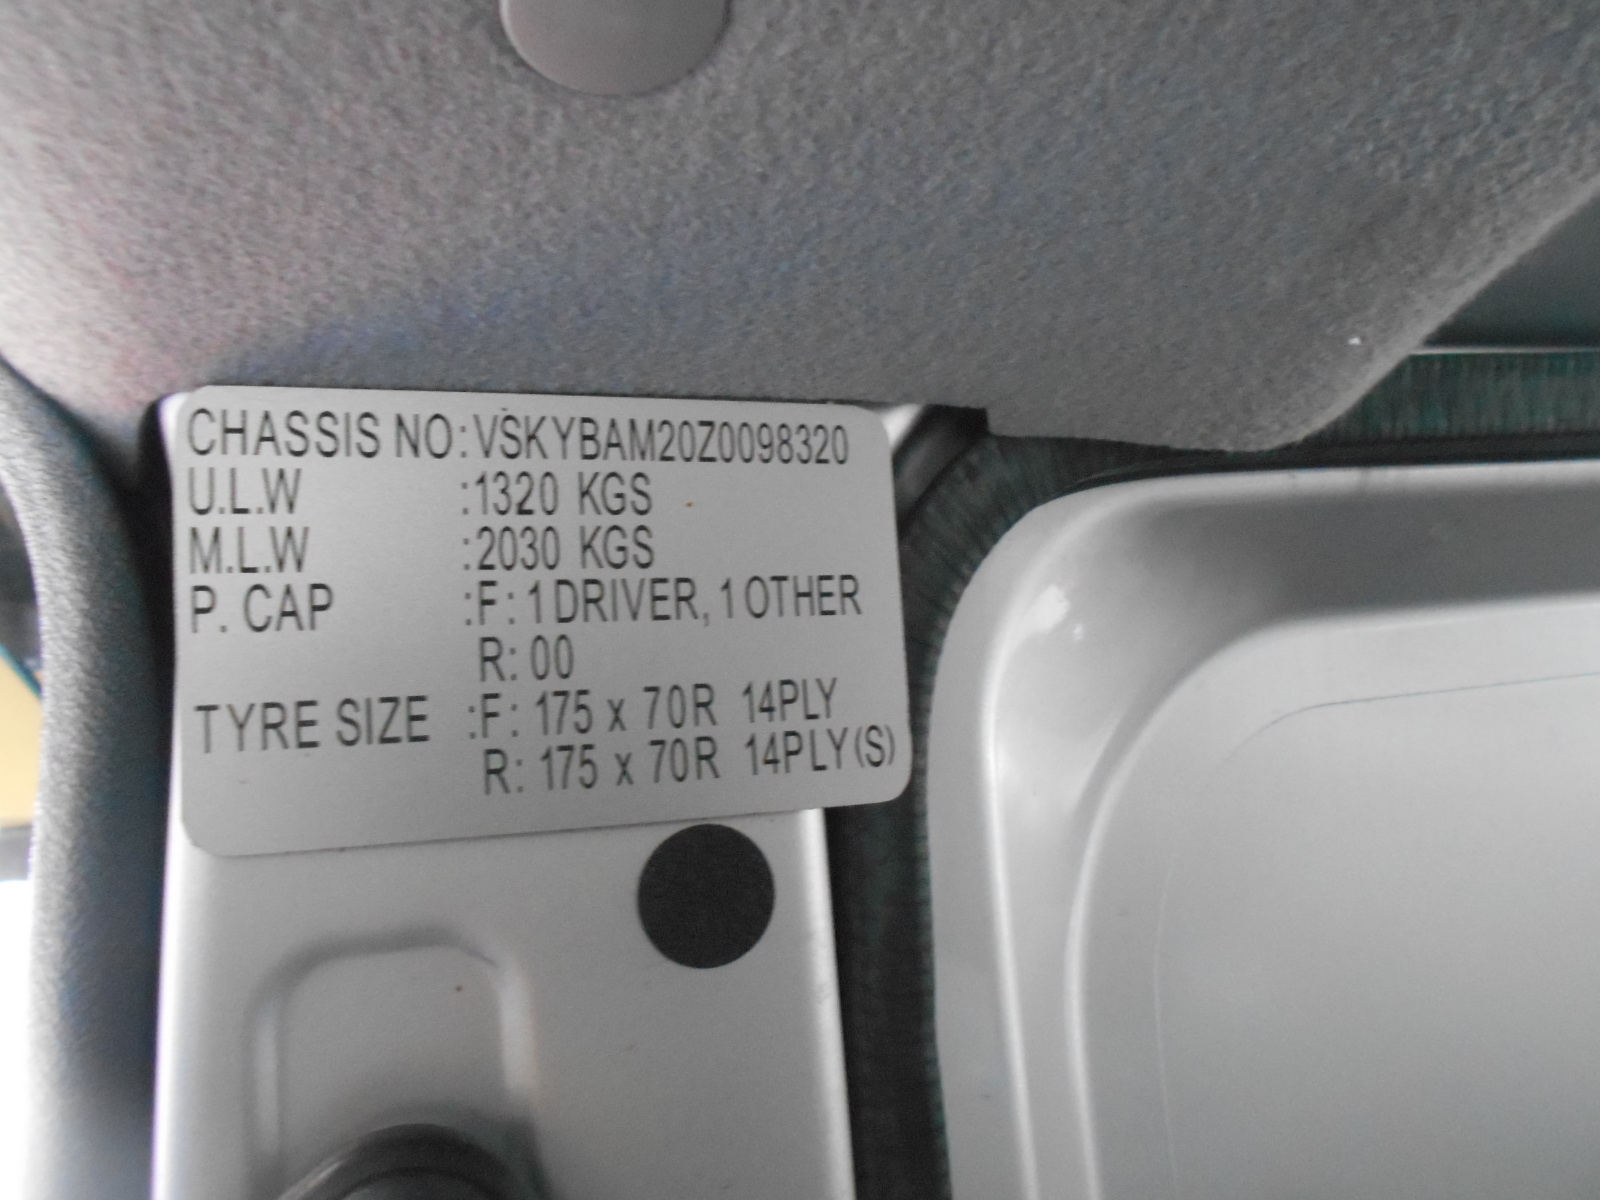 CHASSIS NO: VSKYBAM20Z0098320
U.L.W :1320 KGS
M.L.W :2030 KGS
P. CAP :F: 1 DRIVER, 1 OTHER
R: 00
TYRE SIZE :F: 175 x 70R 14PLY
R: 175 x 70R 14PLY(S)